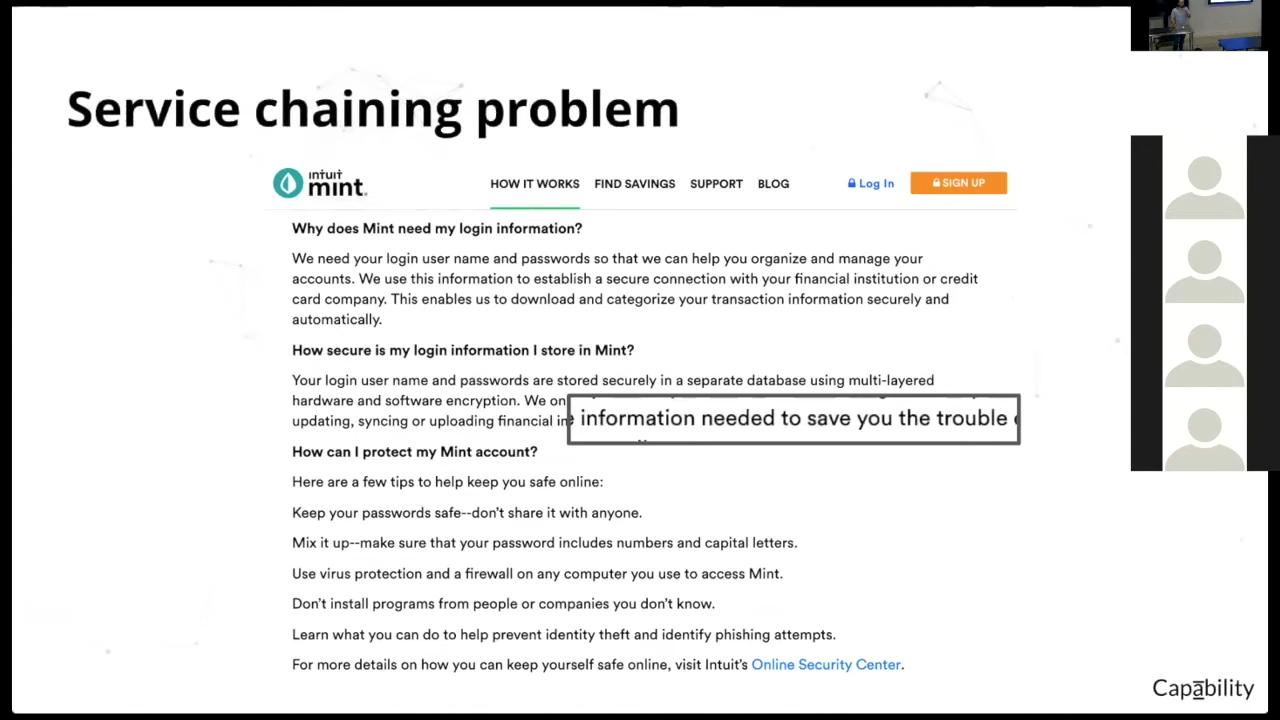 Service chaining problem
intuit
mint.
HOW IT WORKS FIND SAVINGS SUPPORT BLOG Log In SIGN UP
Why does Mint need my login information?
We need your login user name and passwords so that we can help you organize and manage your
accounts. We use this information to establish a secure connection with your financial institution or credit
card company. This enables us to download and categorize your transaction information securely and
automatically.
How secure is my login information I store in Mint?
Your login user name and passwords are stored securely in a separate database using multi-layered
hardware and software encryption. We on
information needed to save you the trouble
updating, syncing or uploading financial in
How can I protect my Mint account?
Here are a few tips to help keep you safe online:
Keep your passwords safe--don't share it with anyone.
Mix it up--make sure that your password includes numbers and capital letters.
Use virus protection and a firewall on any computer you use to access Mint.
Don't install programs from people or companies you don't know.
Learn what you can do to help prevent identity theft and identify phishing attempts.
For more details on how you can keep yourself safe online, visit Intuit's Online Security Center.
Capability